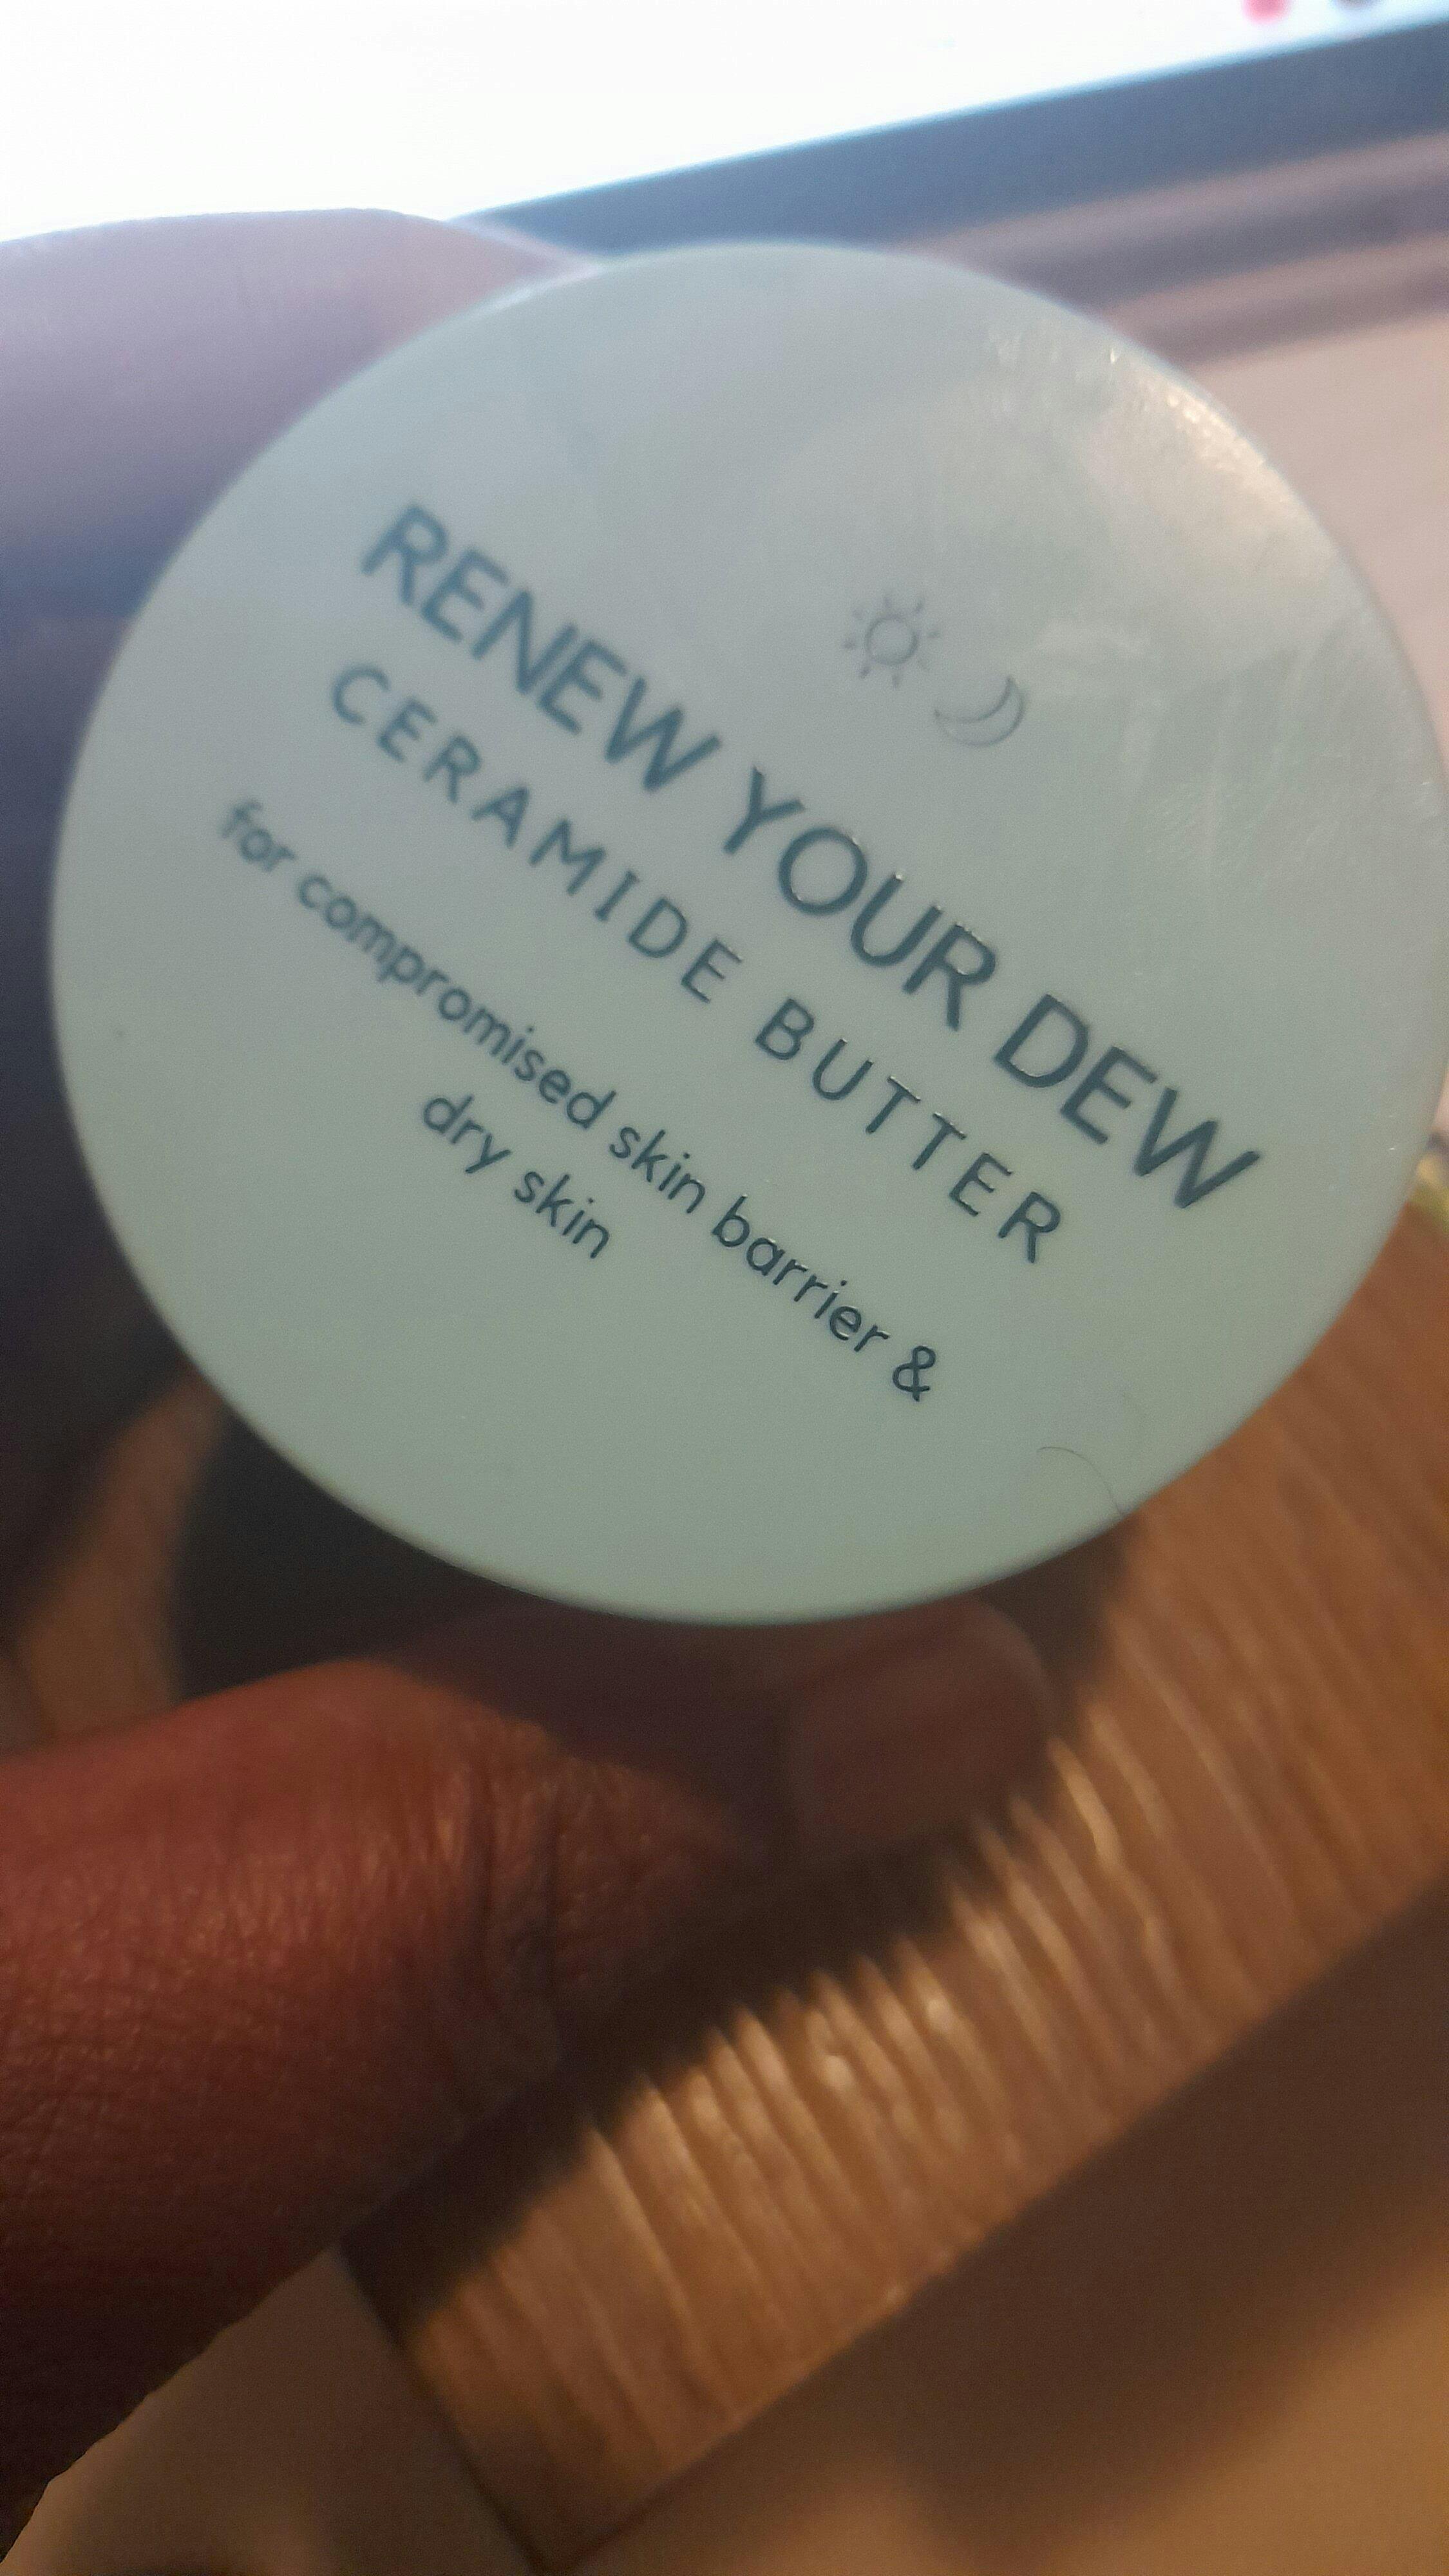 RENEW YOUR DEW
CERAMIDE BUTTER
for compromised skin barrier &
dry skin